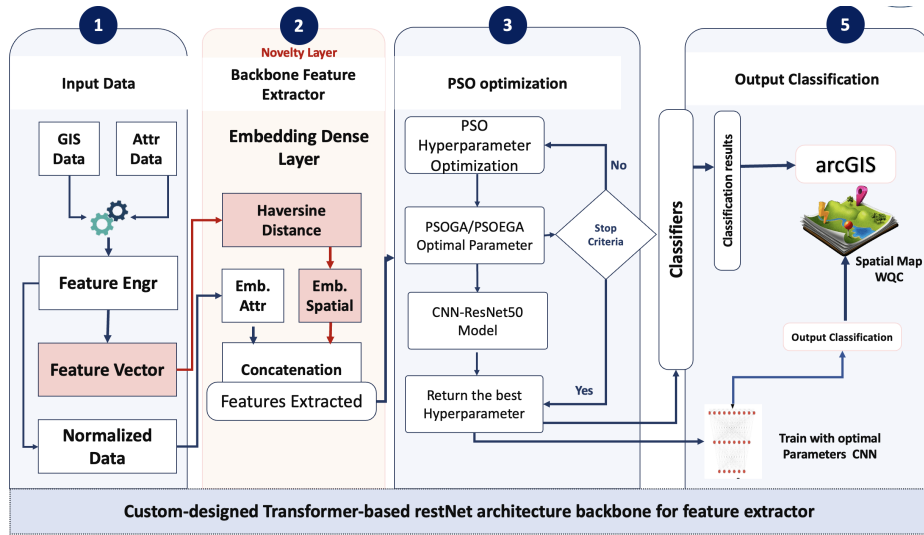 1
Input Data
GIS
Data
Attr
Data
Feature Engr
Feature Vector
Normalized
Data
2
Novelty Layer
Backbone Feature
Extractor
Embedding Dense
Layer
Haversine
Distance
Emb.
Attr
Emb.
Spatial
Concatenation
Features Extracted
3
PSO optimization
PSO
Hyperparameter
Optimization
No
PSOGA/PSOEGA
Optimal Parameter
Stop
Criteria
CNN-ResNet50
Model
Yes
Return the best
Hyperparameter
Classifiers
5
Output Classification
Classification results
arcGIS
Spatial Map
WQC
Output Classification
Train with optimal
Parameters CNN
Custom-designed Transformer-based restNet architecture backbone for feature extractor